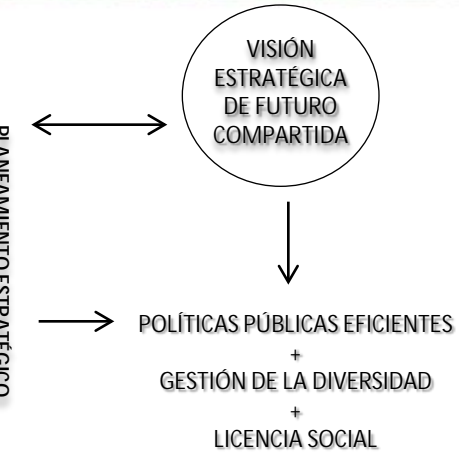 VISIÓN
ESTRATÉGICA
DE FUTURO
COMPARTIDA
PLANEAMIENTO ESTRATÉGICO
POLÍTICAS PÚBLICAS EFICIENTES
+
GESTIÓN DE LA DIVERSIDAD
+
LICENCIA SOCIAL